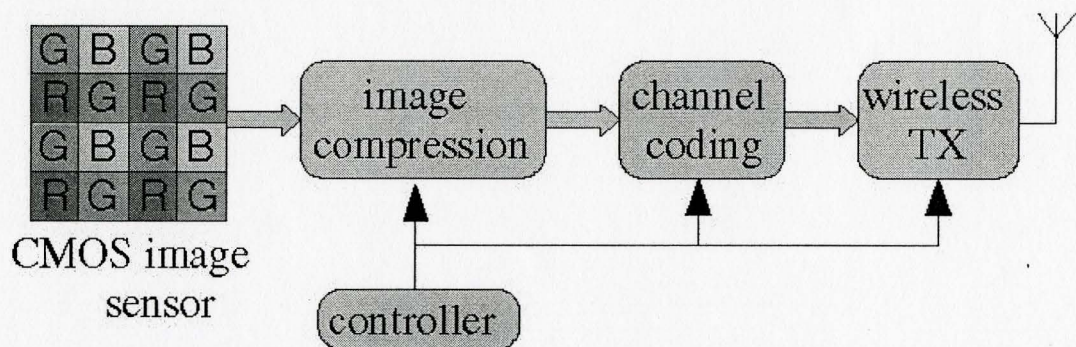 G B G B
R G R G
G B G B
R G R G
CMOS image
sensor
image
compression
channel
coding
wireless
TX
controller